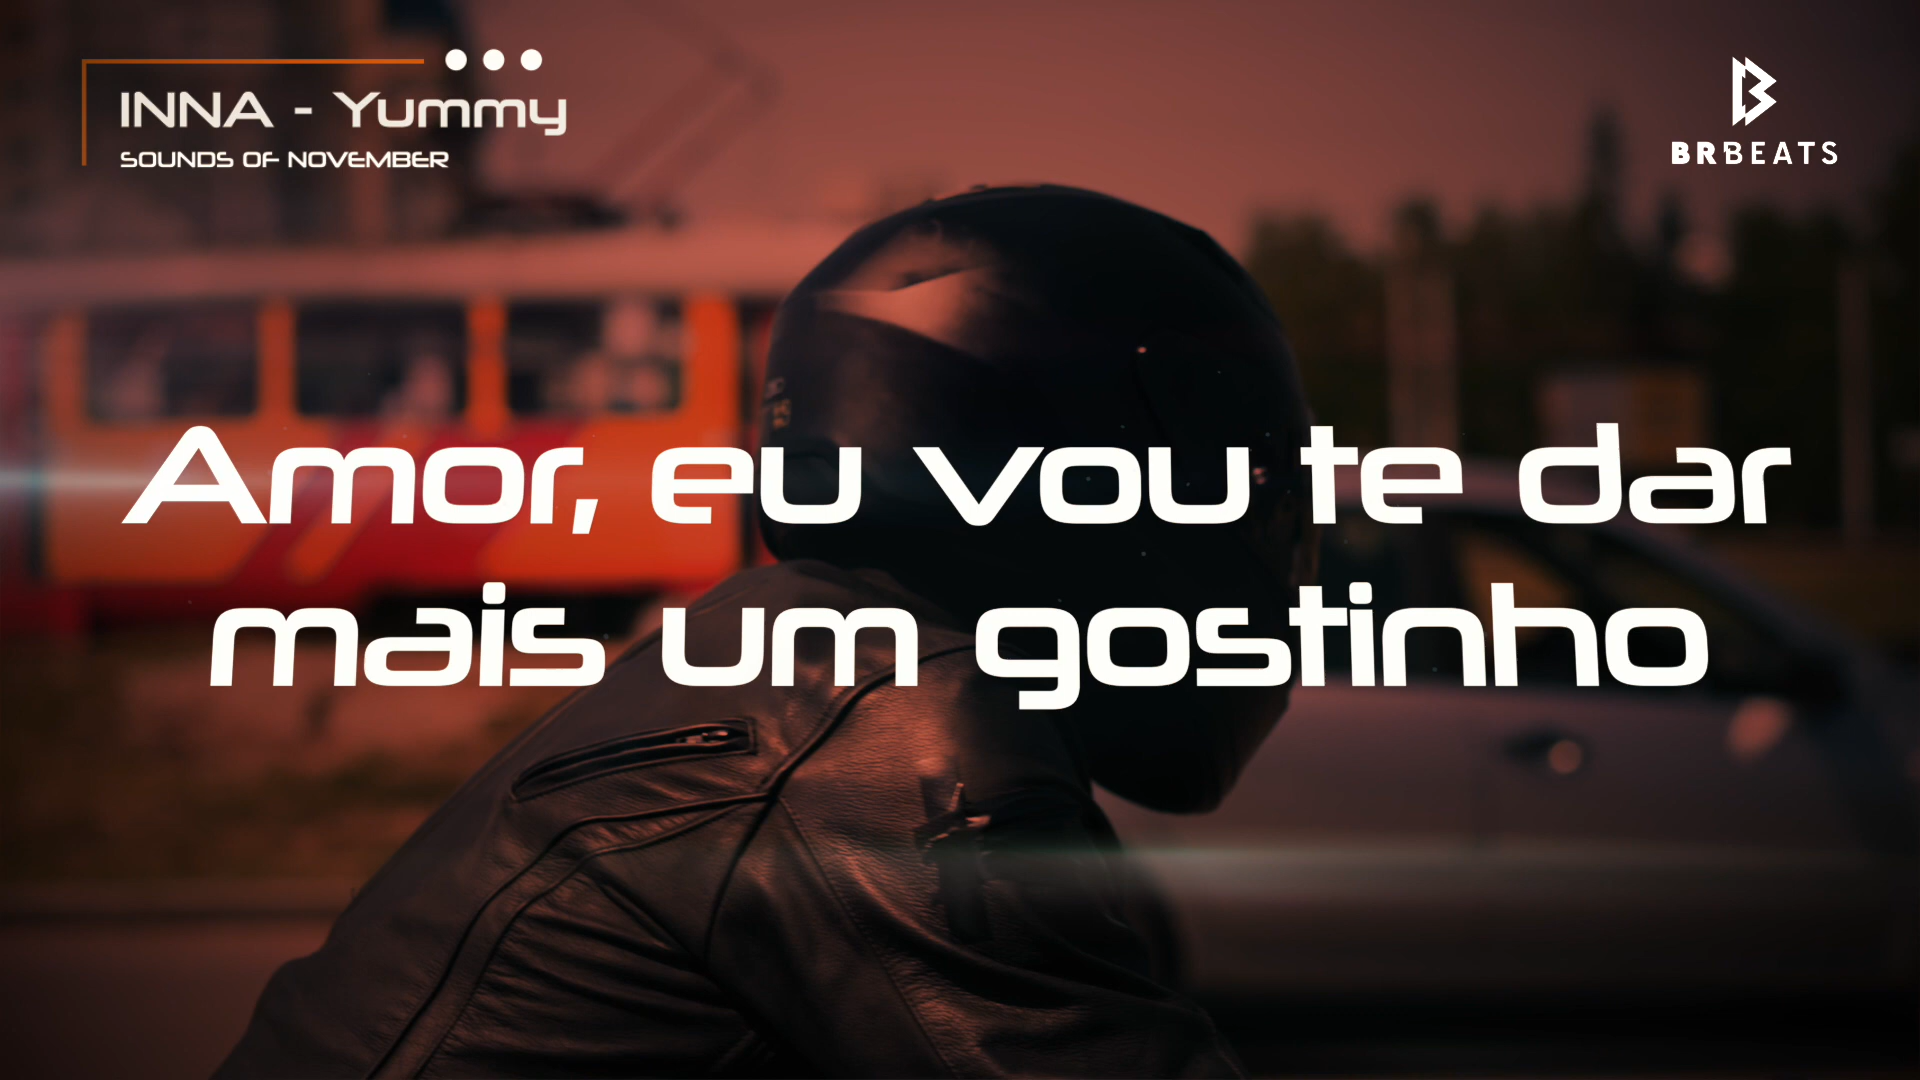 INNA - Yummy
SOUNDS OF NOVEMBER
BRBEATS
Amor, eu vou te dar
mais um gostinho